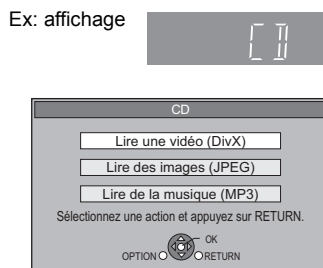 Ex: affichage
CD
CD
Lire une vidéo (DivX)
Lire des images (JPEG)
Lire de la musique (MP3)
Sélectionnez une action et appuyez sur RETURN.
OK
OPTION RETURN